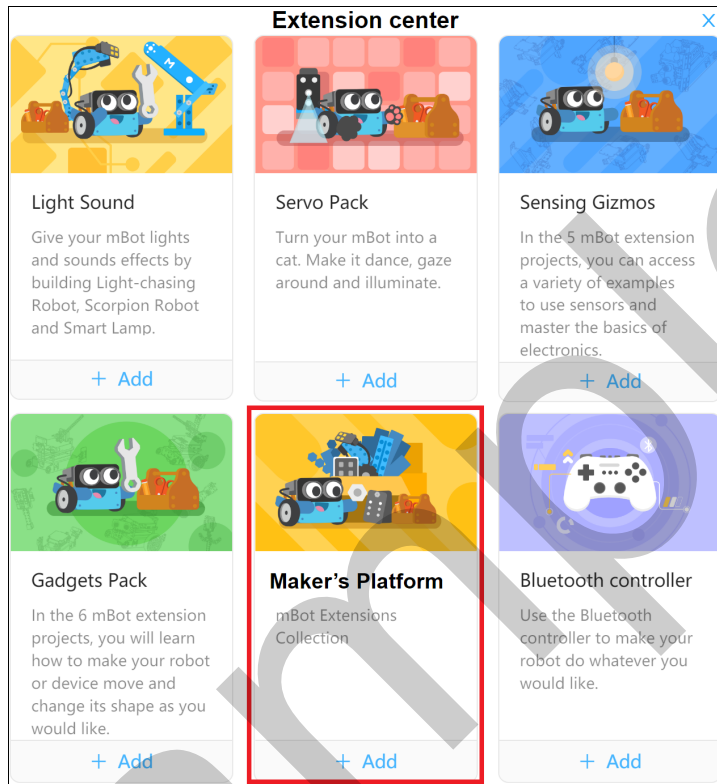 Extension center
X
Light Sound
Give your mBot lights
and sounds effects by
building Light-chasing
Robot, Scorpion Robot
and Smart Lamp.
+ Add
Servo Pack
Turn your mBot into a
cat. Make it dance, gaze
around and illuminate.
+ Add
Sensing Gizmos
In the 5 mBot extension
projects, you can access
a variety of examples
to use sensors and
master the basics of
electronics.
+ Add
Gadgets Pack
In the 6 mBot extension
projects, you will learn
how to make your robot
or device move and
change its shape as you
would like.
+ Add
Maker's Platform
mBot Extensions
Collection
+ Add
Bluetooth controller
Use the Bluetooth
controller to make your
robot do whatever you
would like.
+ Add